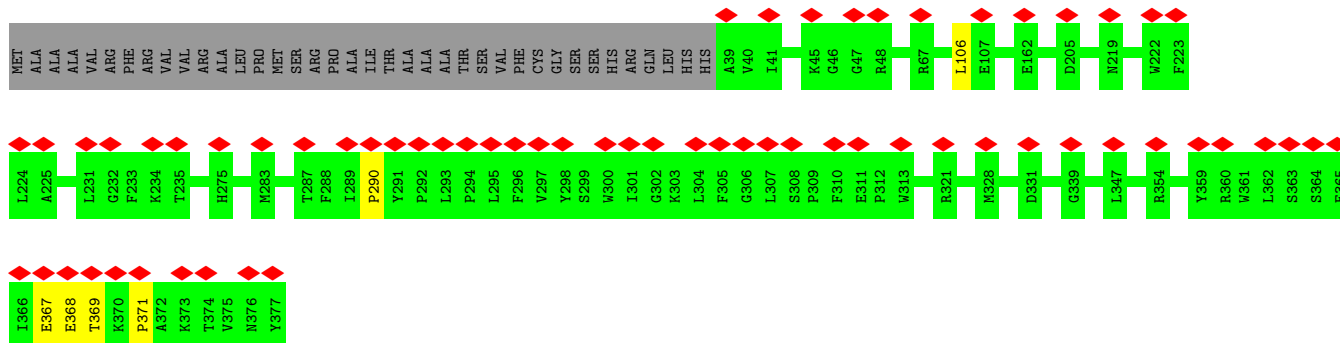 MET ALA ALA ALA VAL ARG PHE ARG VAL VAL ARG ALA LEU PRO MET SER ARG PRO ALA ILE THR THR ALA ALA ALA THR SER VAL PHE CYS GLY SER SER HIS ARG GLN LEU HIS HIS A39 V40 I41 K45 G46 G47 R48 R67 L106 E107 E162 D205 N219 W222 F223
L224 A225 L231 G232 F233 K234 T235 H275 M283 T287 F288 I289 P290 Y291 P292 L293 P294 L295 F296 V297 Y298 S299 W300 I301 G302 K303 L304 F305 G306 L307 S308 P309 F310 E311 P312 W313 R321 M328 D331 G339 L347 R354 Y359 R360 W361 L362 S363 S364 E365
I366 E367 E368 T369 K370 P371 A372 K373 T374 V375 N376 Y377